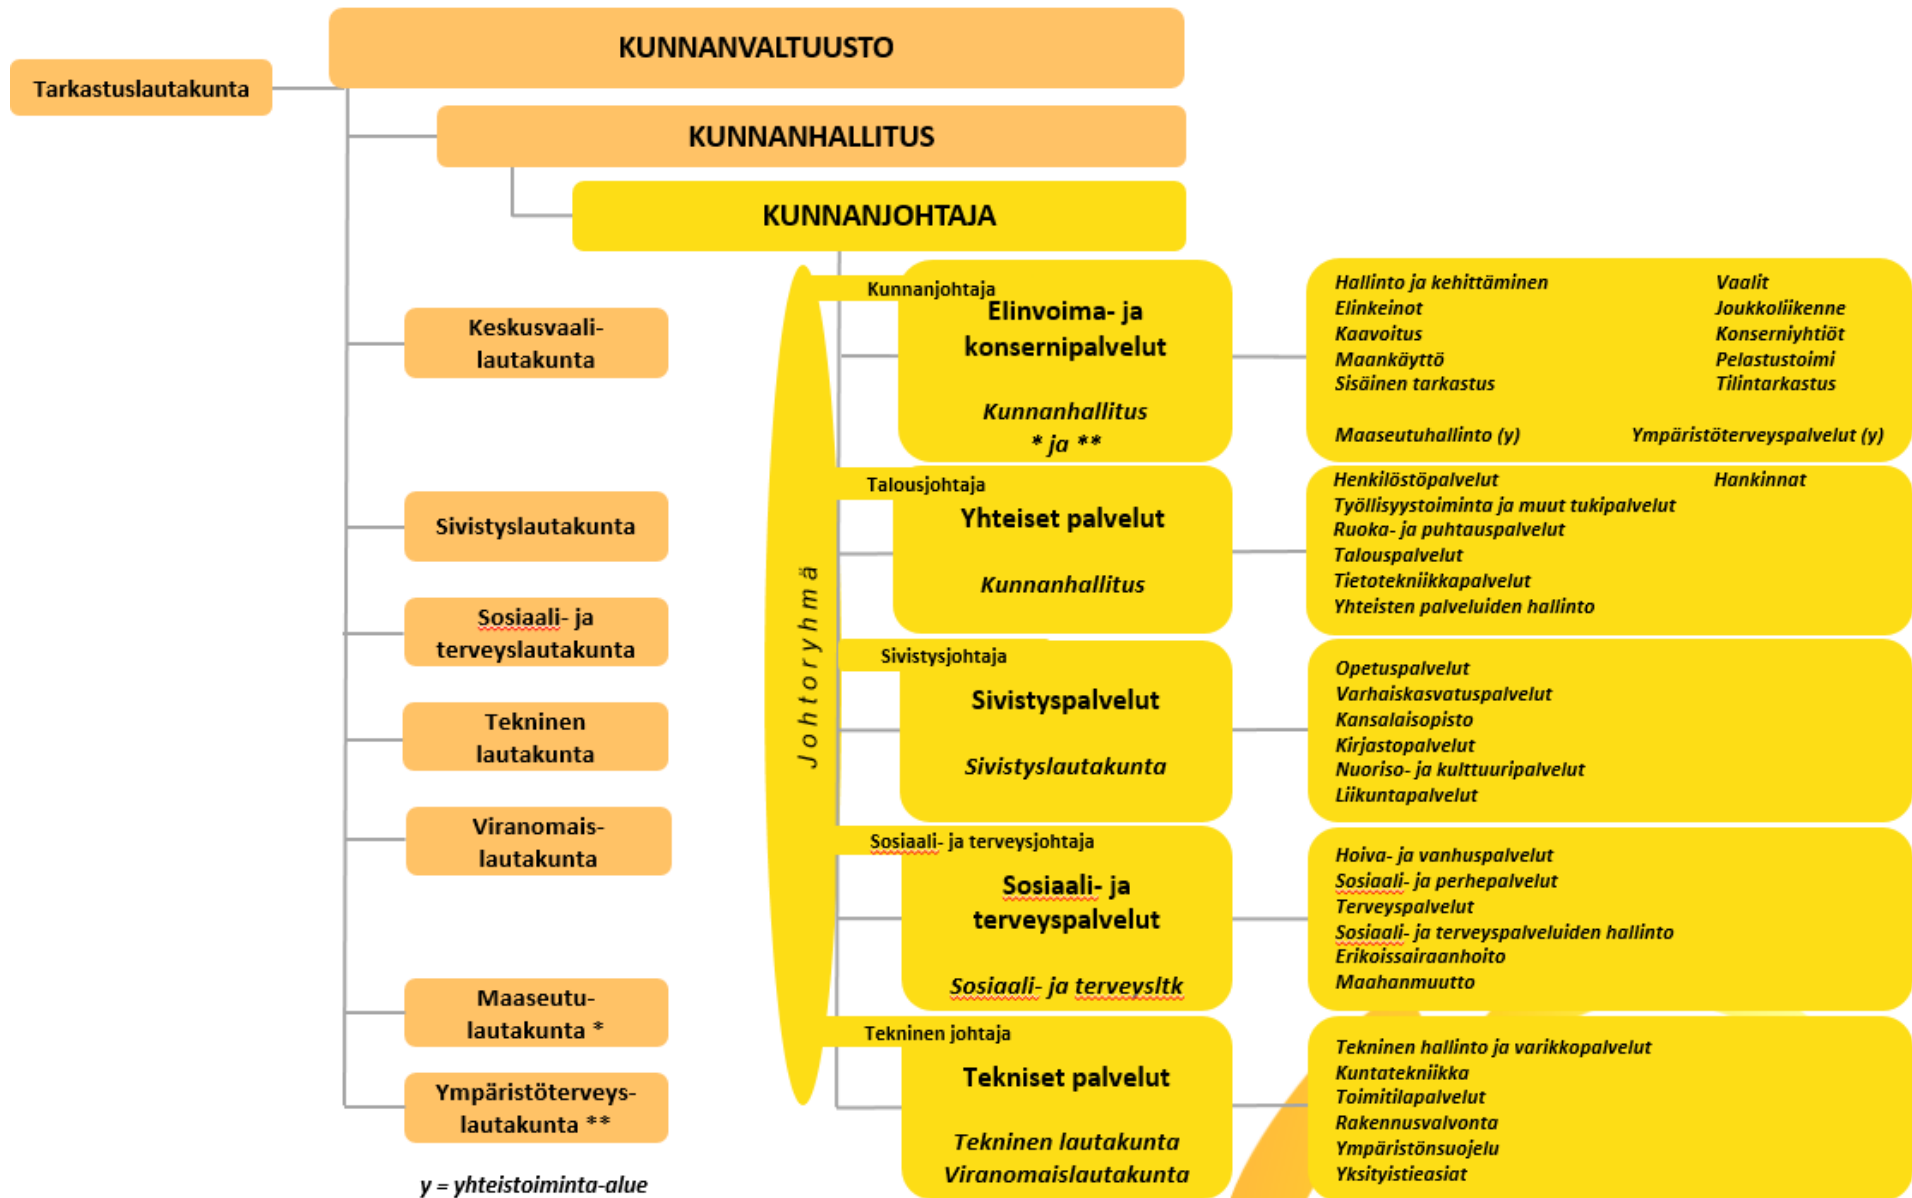 KUNNANVALTUUSTO
Tarkastuslautakunta
KUNNANHALLITUS
KUNNANJOHTAJA
Keskusvaali-
lautakunta
Sivistyslautakunta
Sosiaali- ja
terveyslautakunta
Tekninen
lautakunta
Viranomais-
lautakunta
Maaseutu-
lautakunta *
Ympäristöterveys-
lautakunta **
y = yhteistoiminta-alue
Johtoryhmä
Kunnanjohtaja
Elinvoima- ja
konsernipalvelut
Kunnanhallitus
* ja **
Hallinto ja kehittäminen
Elinkeinot
Kaavoitus
Maankäyttö
Sisäinen tarkastus
Maaseutuhallinto (y)
Vaalit
Joukkoliikenne
Konserniyhtiöt
Pelastustoimi
Tilintarkastus
Ympäristöterveyspalvelut (y)
Talousjohtaja
Yhteiset palvelut
Kunnanhallitus
Henkilöstöpalvelut
Hankinnat
Työllisyystoiminta ja muut tukipalvelut
Ruoka- ja puhtauspalvelut
Talouspalvelut
Tietotekniikkapalvelut
Yhteisten palveluiden hallinto
Sivistysjohtaja
Sivistyspalvelut
Sivistyslautakunta
Opetuspalvelut
Varhaiskasvatuspalvelut
Kansalaisopisto
Kirjastopalvelut
Nuoriso- ja kulttuuripalvelut
Liikuntapalvelut
Sosiaali- ja terveysjohtaja
Sosiaali- ja
terveyspalvelut
Sosiaali- ja terveysltk
Hoiva- ja vanhuspalvelut
Sosiaali- ja perhepalvelut
Terveyspalvelut
Sosiaali- ja terveyspalveluiden hallinto
Erikoissairaanhoito
Maahanmuutto
Tekninen johtaja
Tekniset palvelut
Tekninen lautakunta
Viranomaislautakunta
Tekninen hallinto ja varikkopalvelut
Kuntatekniikka
Toimitilapalvelut
Rakennusvalvonta
Ympäristönsuojelu
Yksityistieasiat